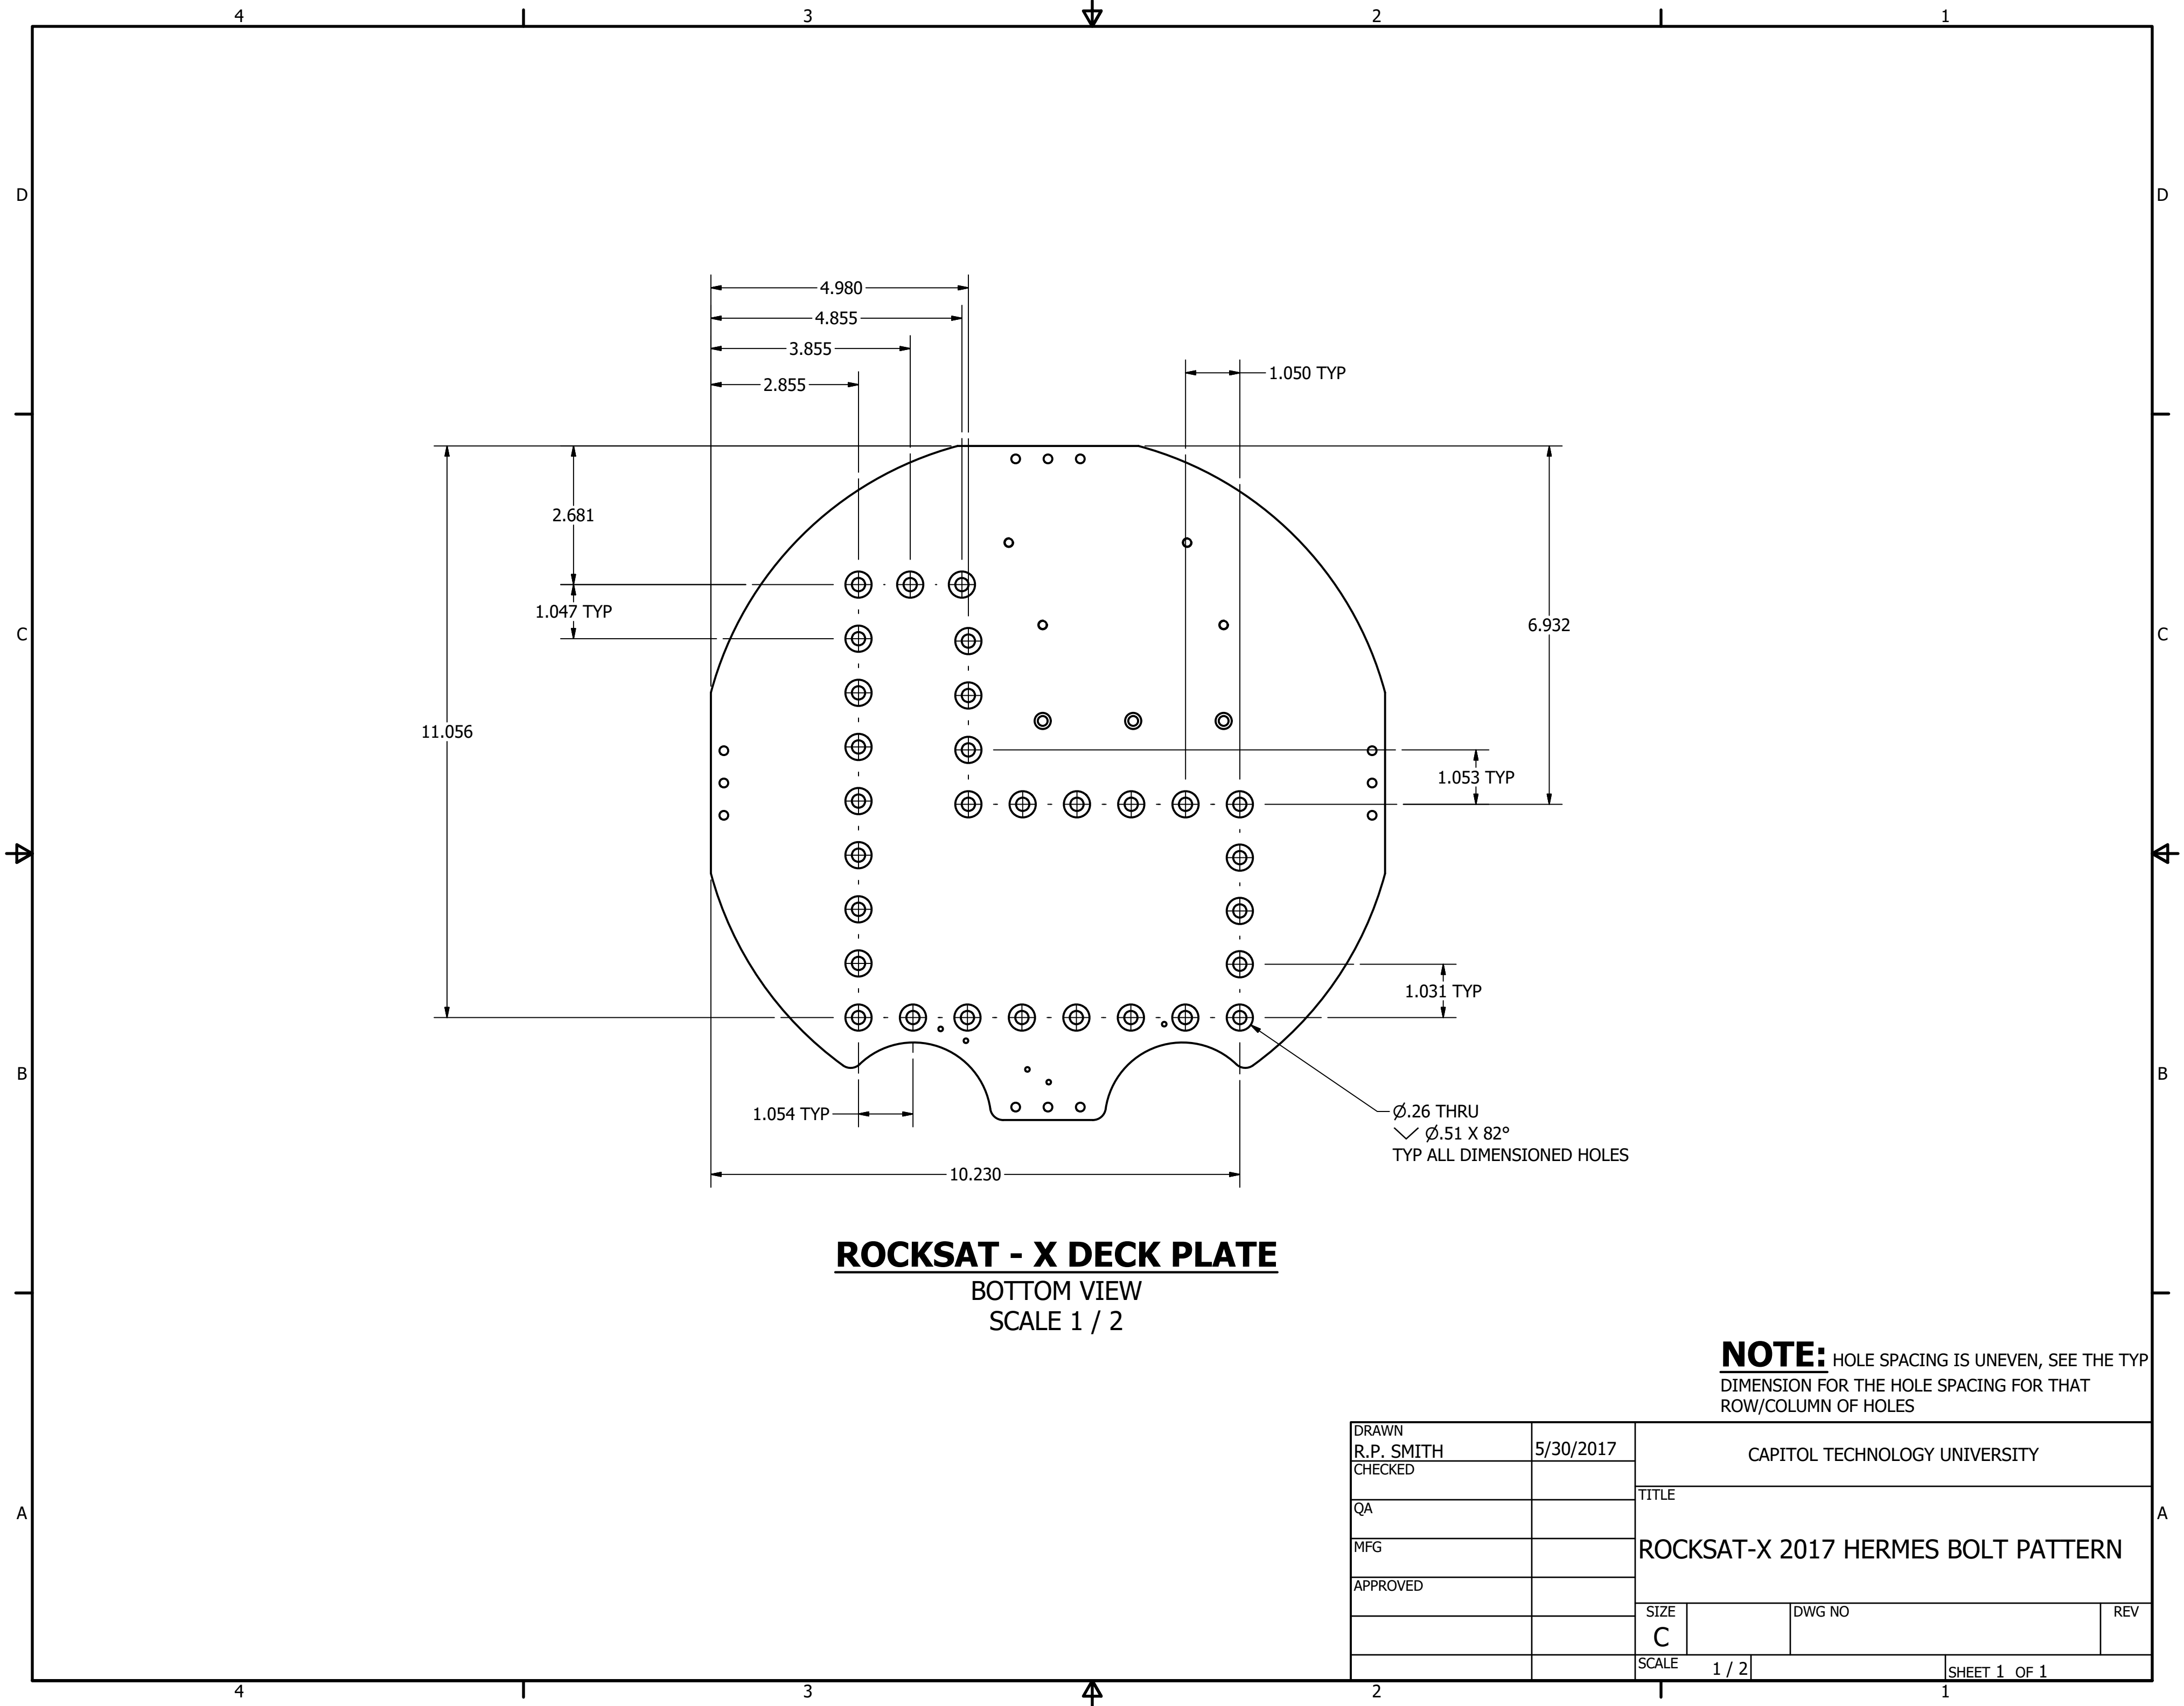 4 3 2 1
D D
4.980
4.855
3.855
2.855
1.050 TYP
2.681
1.047 TYP
6.932
C C
11.056
1.053 TYP
1.031 TYP
B B
1.054 TYP
Ø.26 THRU
⌵ Ø.51 X 82°
TYP ALL DIMENSIONED HOLES
10.230
ROCKSAT - X DECK PLATE
BOTTOM VIEW
SCALE 1 / 2
NOTE: HOLE SPACING IS UNEVEN, SEE THE TYP
DIMENSION FOR THE HOLE SPACING FOR THAT
ROW/COLUMN OF HOLES
DRAWN
R.P. SMITH 5/30/2017
CAPITOL TECHNOLOGY UNIVERSITY
CHECKED
TITLE
QA
A A
MFG
ROCKSAT-X 2017 HERMES BOLT PATTERN
APPROVED
SIZE DWG NO REV
C
SCALE 1 / 2 SHEET 1 OF 1
4 3 2 1